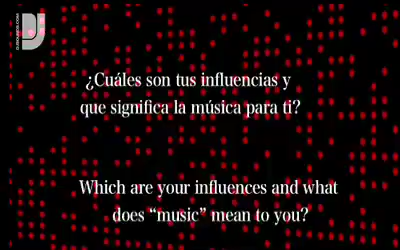 ¿Cuáles son tus influencias y
que significa la música para ti?
Which are your influences and what
does “music” mean to you?